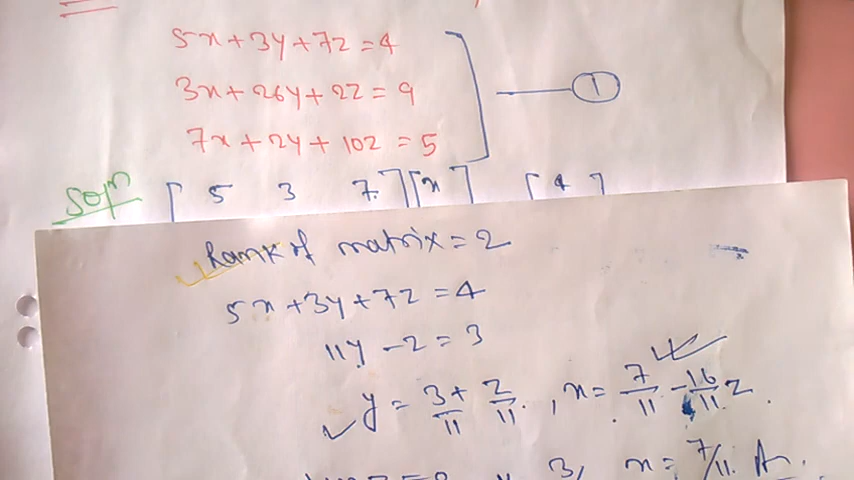 5x+3y+7z=4
3x+26y+2z=9
7x+2y+10z=5
①
Solⁿ [ 5 3 7 ] [ x ] [ 4 ]
Rank of matrix = 2
5x+3y+7z=4
11y-z=3
y = 3/11 + z/11, x = 7/11 - 16/11 z.
3, x = 7/11